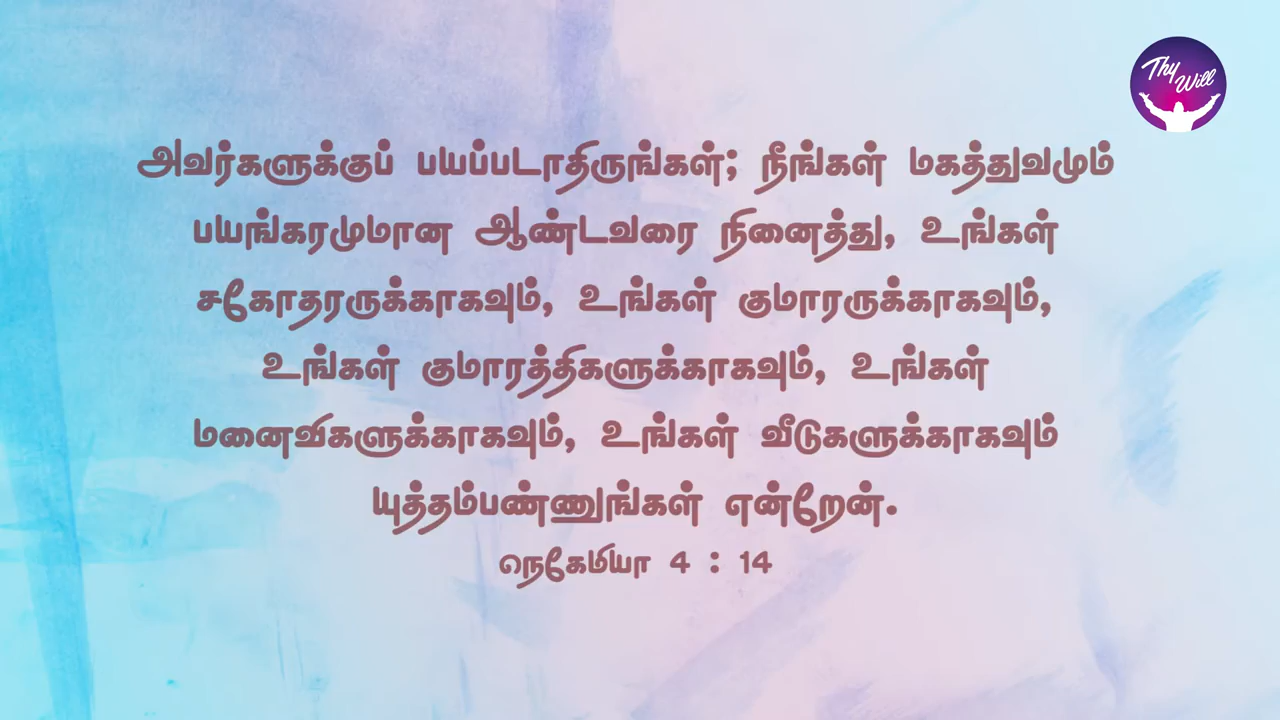 Thy
Will
அவர்களுக்குப் பயப்படாதிருங்கள்; நீங்கள் மகத்துவமும்
பயங்கரமுமான ஆண்டவரை நினைத்து, உங்கள்
சகோதரருக்காகவும், உங்கள் குமாரருக்காகவும்,
உங்கள் குமாரத்திகளுக்காகவும், உங்கள்
மனைவிகளுக்காகவும், உங்கள் வீடுகளுக்காகவும்
யுத்தம்பண்ணுங்கள் என்றேன்.
நெகேமியா 4 : 14